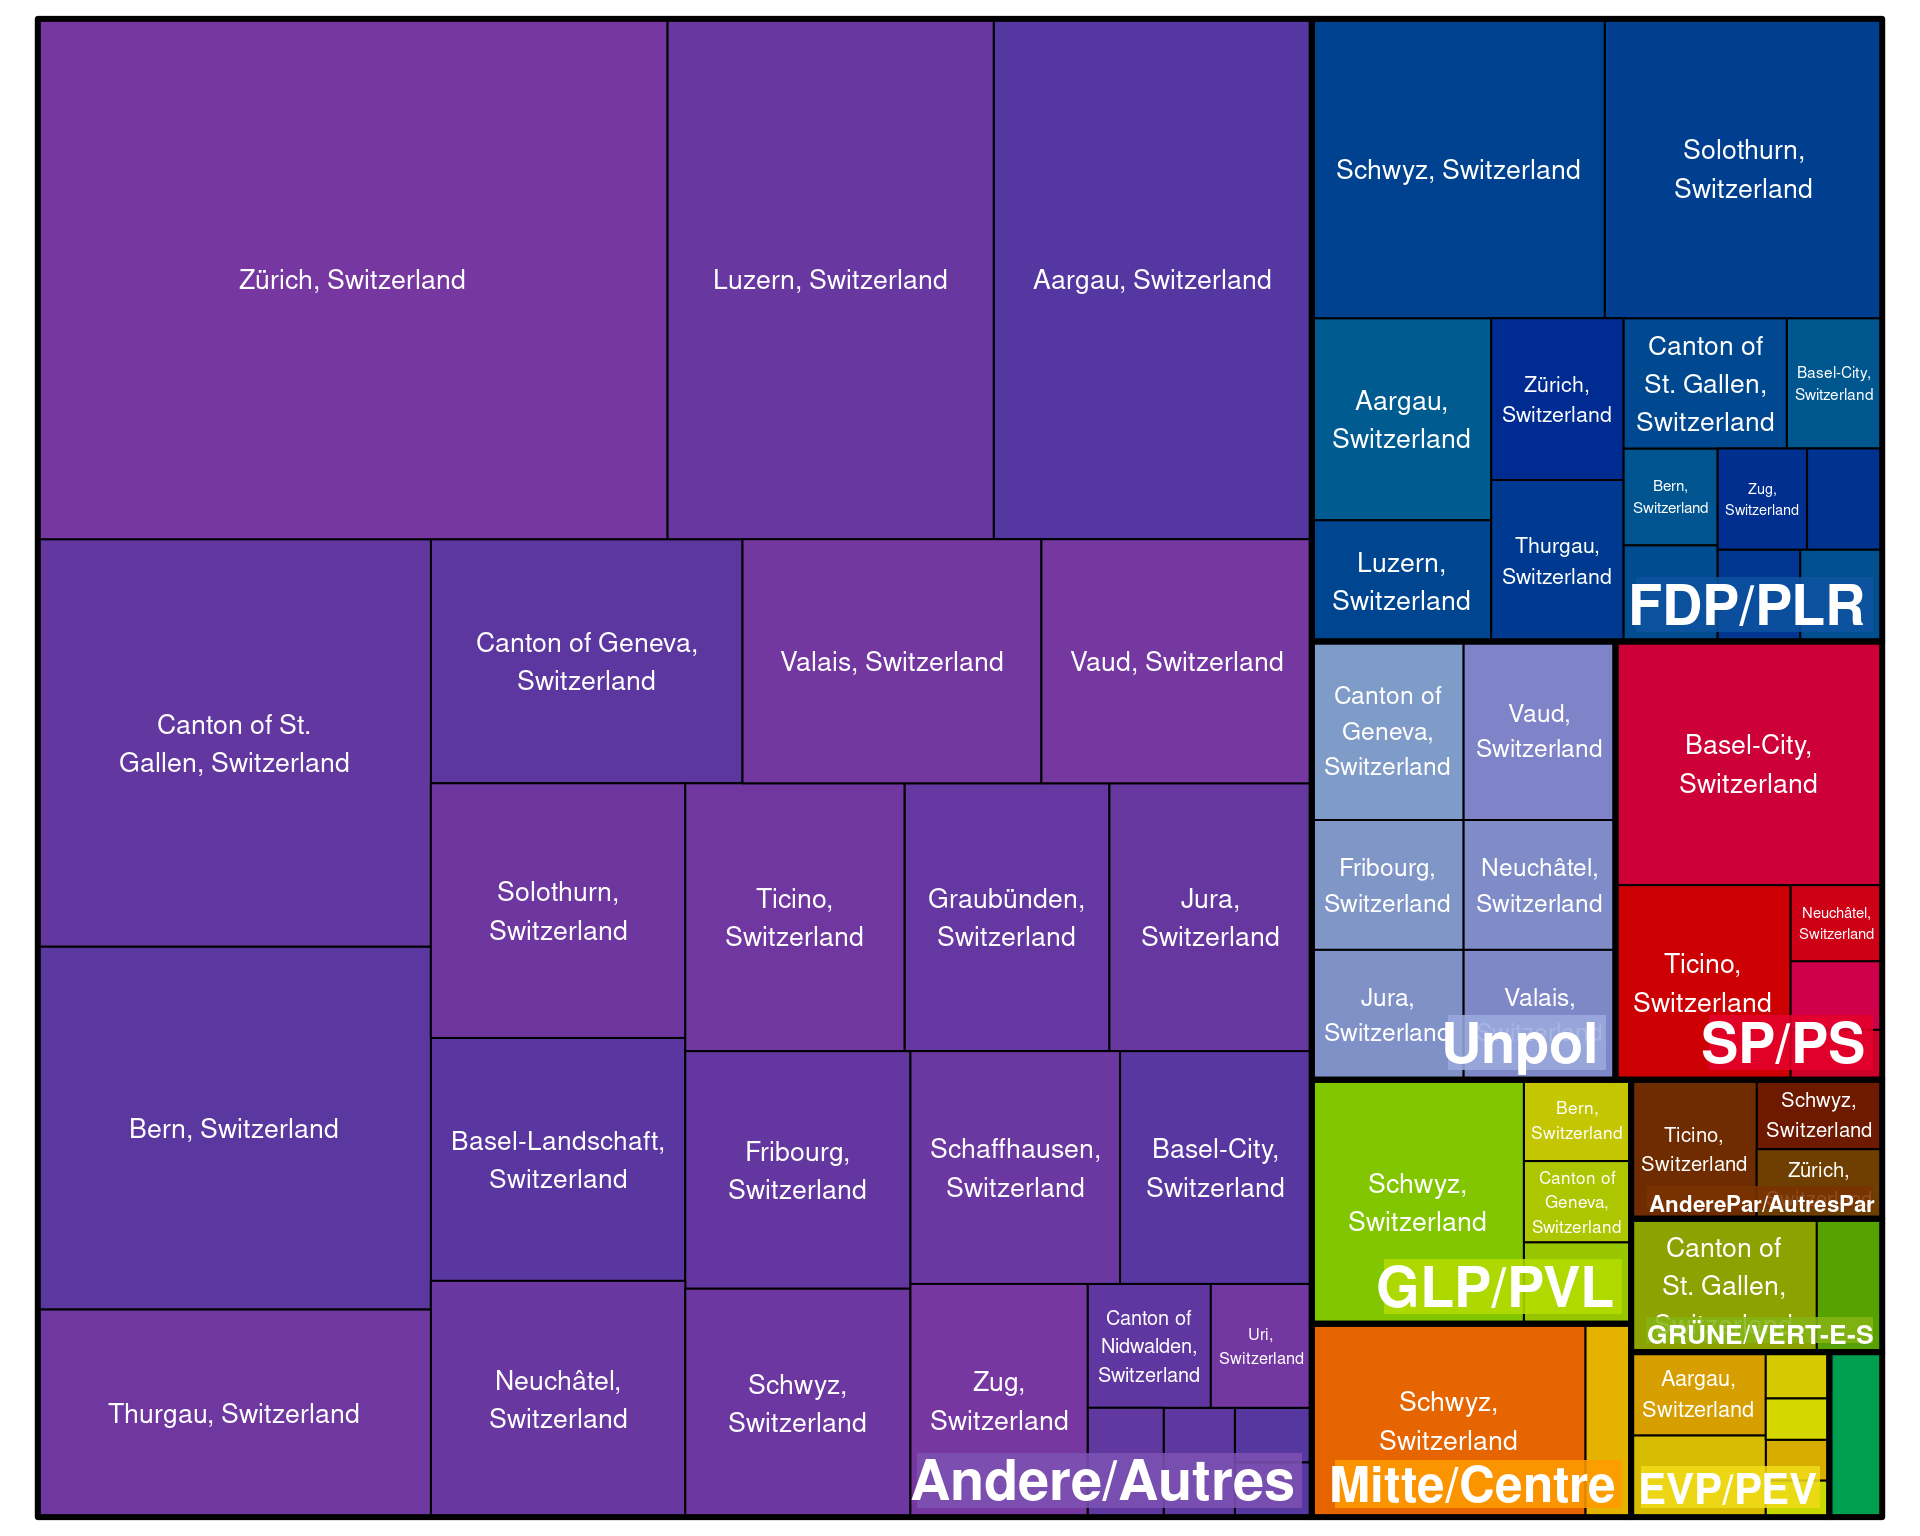 Zürich, Switzerland
Luzern, Switzerland
Aargau, Switzerland
Canton of St.
Gallen, Switzerland
Canton of Geneva,
Switzerland
Valais, Switzerland
Vaud, Switzerland
Solothurn,
Switzerland
Ticino,
Switzerland
Graubünden,
Switzerland
Jura,
Switzerland
Bern, Switzerland
Basel-Landschaft,
Switzerland
Fribourg,
Switzerland
Schaffhausen,
Switzerland
Basel-City,
Switzerland
Thurgau, Switzerland
Neuchâtel,
Switzerland
Schwyz,
Switzerland
Zug,
Switzerland
Canton of
Nidwalden,
Switzerland
Uri,
Switzerland
Andere/Autres
Schwyz, Switzerland
Solothurn,
Switzerland
Aargau,
Switzerland
Zürich,
Switzerland
Canton of
St. Gallen,
Switzerland
Basel-City,
Switzerland
Luzern,
Switzerland
Thurgau,
Switzerland
Bern,
Switzerland
Zug,
Switzerland
FDP/PLR
Canton of
Geneva,
Switzerland
Vaud,
Switzerland
Fribourg,
Switzerland
Neuchâtel,
Switzerland
Jura,
Switzerland
Valais,
Switzerland
Unpol
Basel-City,
Switzerland
Ticino,
Switzerland
Neuchâtel,
Switzerland
SP/PS
Schwyz,
Switzerland
Bern,
Switzerland
Canton of
Geneva,
Switzerland
GLP/PVL
Ticino,
Switzerland
Schwyz,
Switzerland
Zürich,
Switzerland
AnderePar/AutresPar
Canton of
St. Gallen,
Switzerland
GRÜNE/VERT-E-S
Schwyz,
Switzerland
Mitte/Centre
Aargau,
Switzerland
EVP/PEV